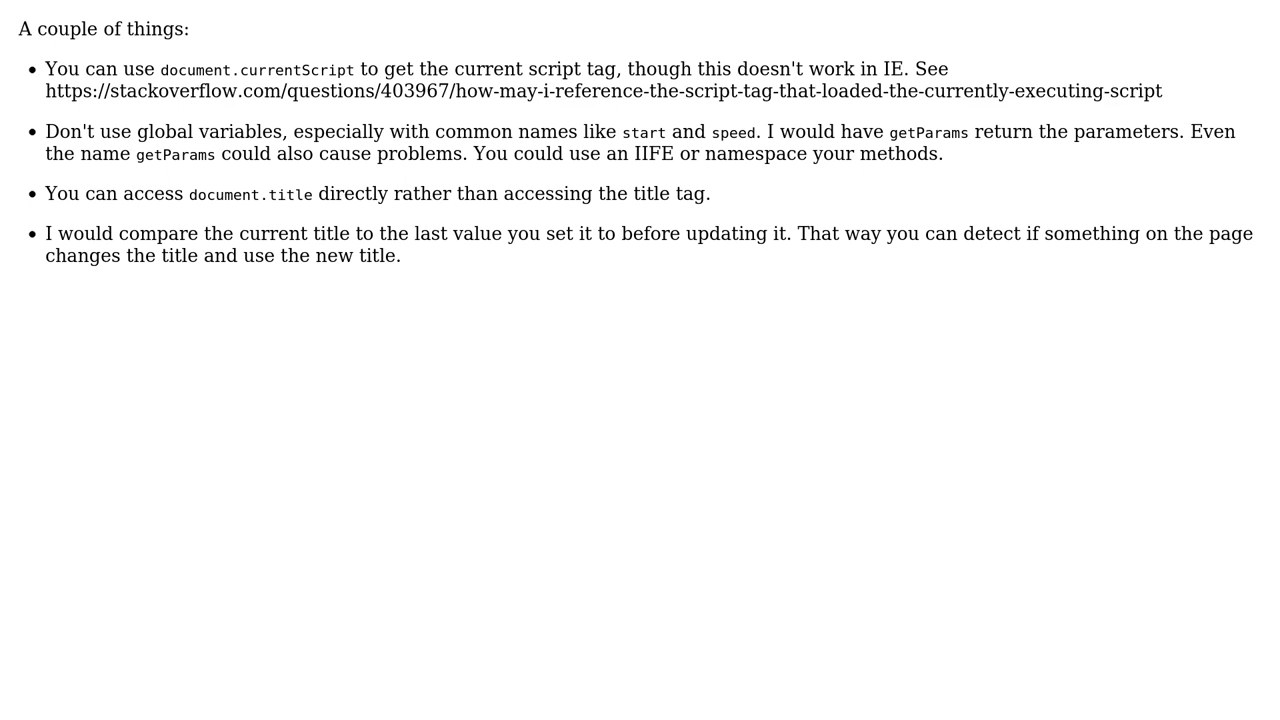 A couple of things:
You can use document.currentScript to get the current script tag, though this doesn't work in IE. See
https://stackoverflow.com/questions/403967/how-may-i-reference-the-script-tag-that-loaded-the-currently-executing-script
Don't use global variables, especially with common names like start and speed. I would have getParams return the parameters. Even
the name getParams could also cause problems. You could use an IIFE or namespace your methods.
You can access document.title directly rather than accessing the title tag.
I would compare the current title to the last value you set it to before updating it. That way you can detect if something on the page
changes the title and use the new title.